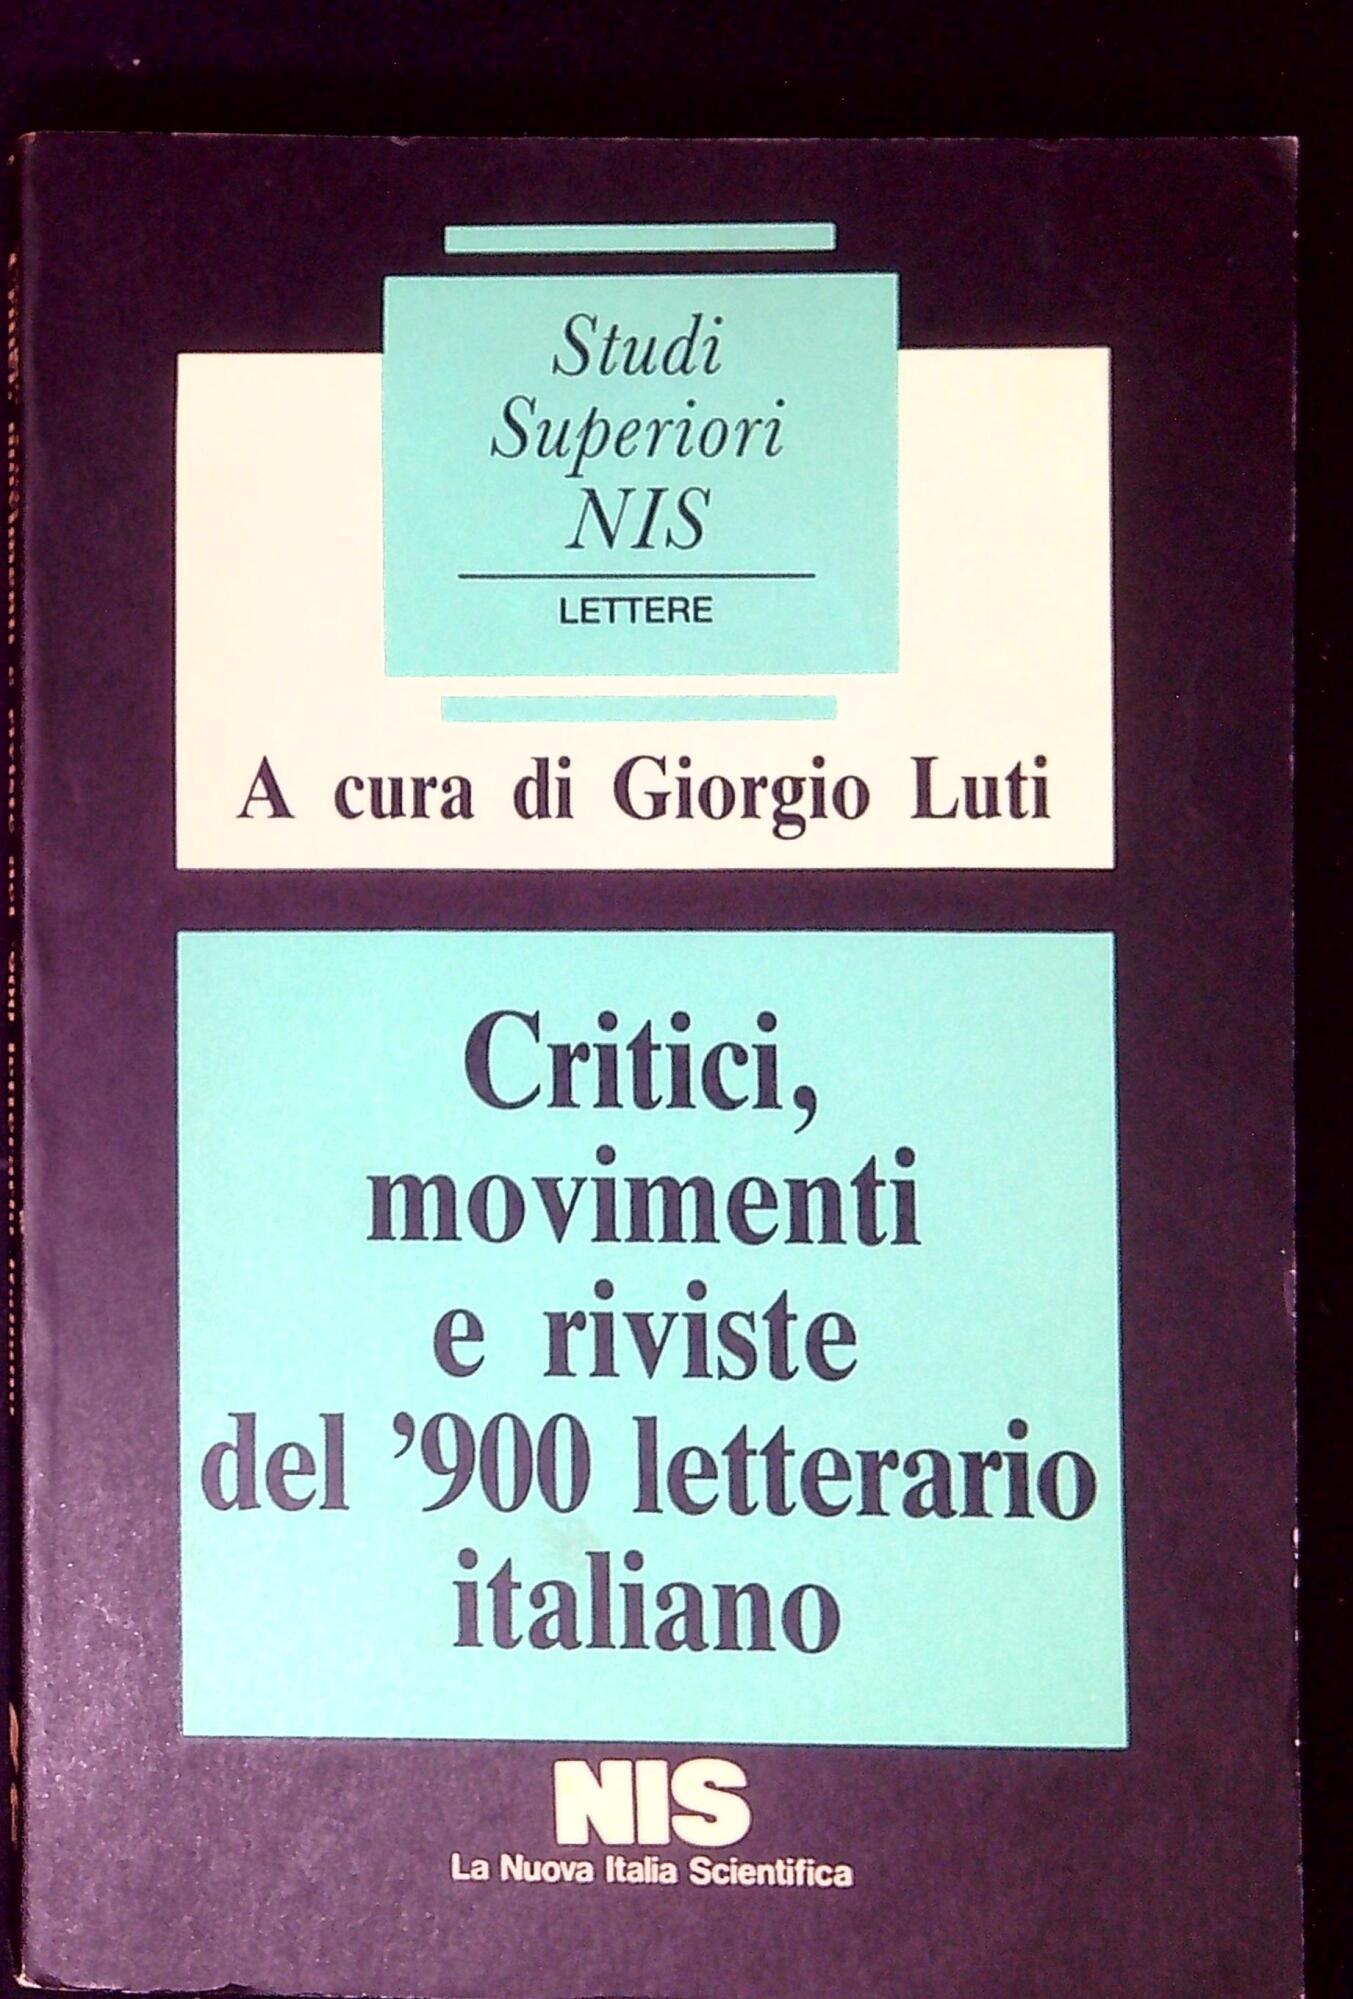 Studi
Superiori
NIS
LETTERE
A cura di Giorgio Luti
Critici,
movimenti
e riviste
del ’900 letterario
italiano
NIS
La Nuova Italia Scientifica